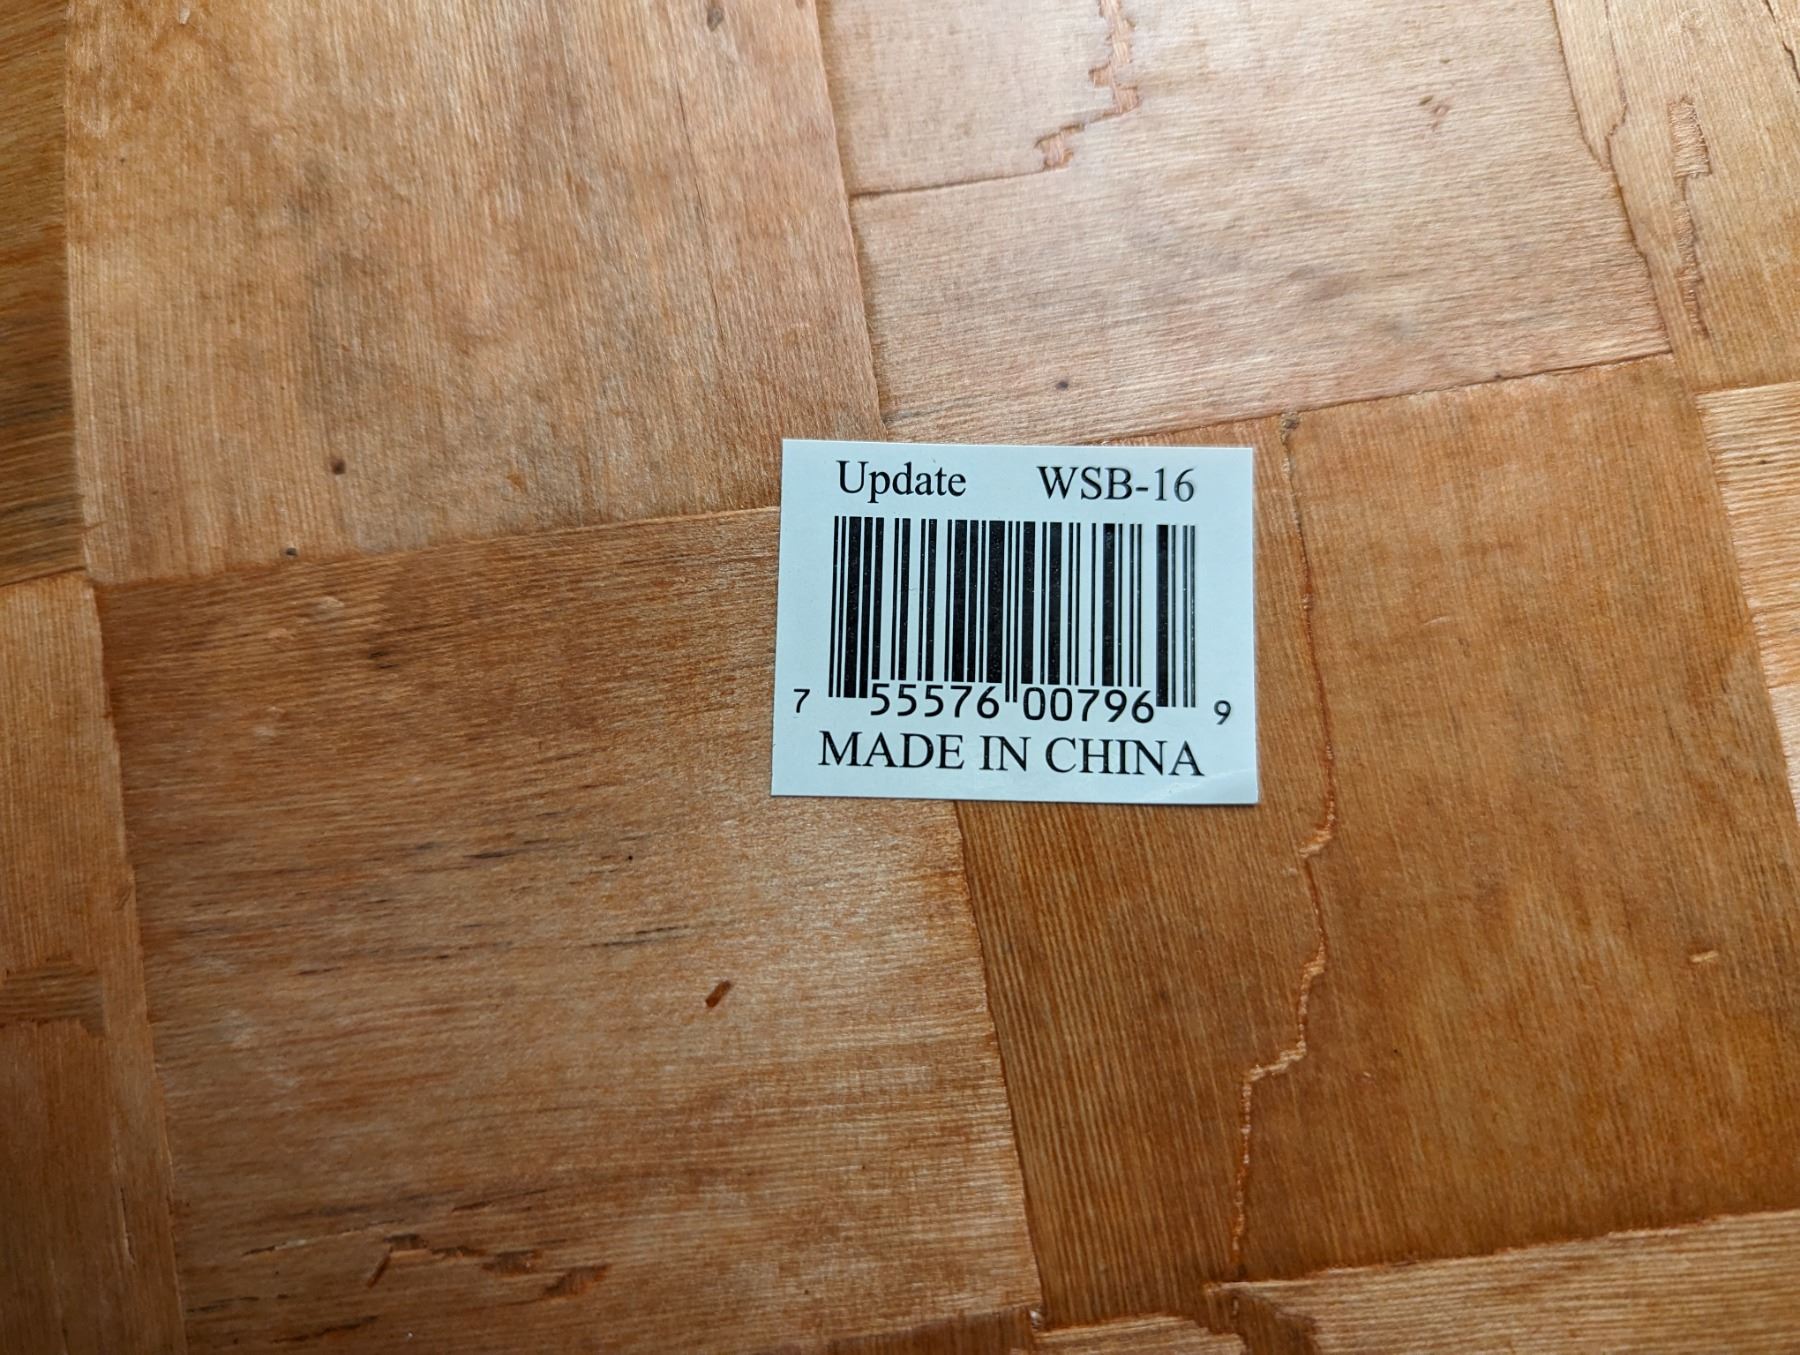 Update WSB-16
7 55576 00796 9
MADE IN CHINA